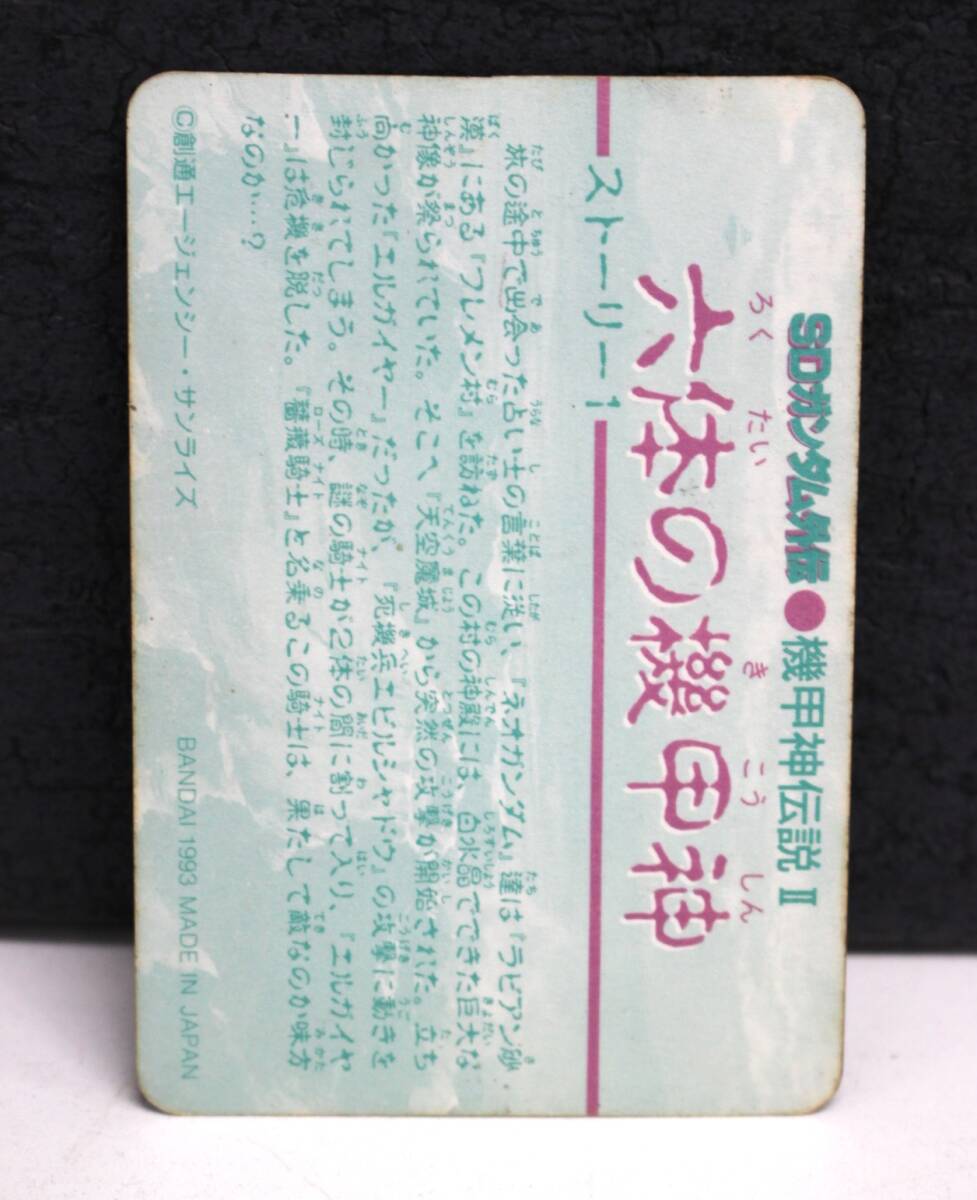 SDガンダム外伝●機甲神伝説 II
ろくたいのきこうしん
六体の機甲神
ストーリー1
旅の途中で出会った占い士の言葉に従い、『ネオガンダム』達は『ラビアン砂
漠』にある『フレメン村』を訪ねた。この村の神殿には、白水晶でできた巨大な
神像が祭られていた。そこへ『天空魔城』から突然の攻撃が開始された。立ち
向かった『エルガイヤー』だったが、『死機兵エビルシャドウ』の攻撃に動きを
封じられてしまう。その時、謎の騎士が2体の間に割って入り、『エルガイヤ
ー』は危機を脱した。『薔薇騎士』と名乗るこの騎士は、果たして敵なのか味方
なのか…?
©創通エージェンシー・サンライズ
BANDAI 1993 MADE IN JAPAN